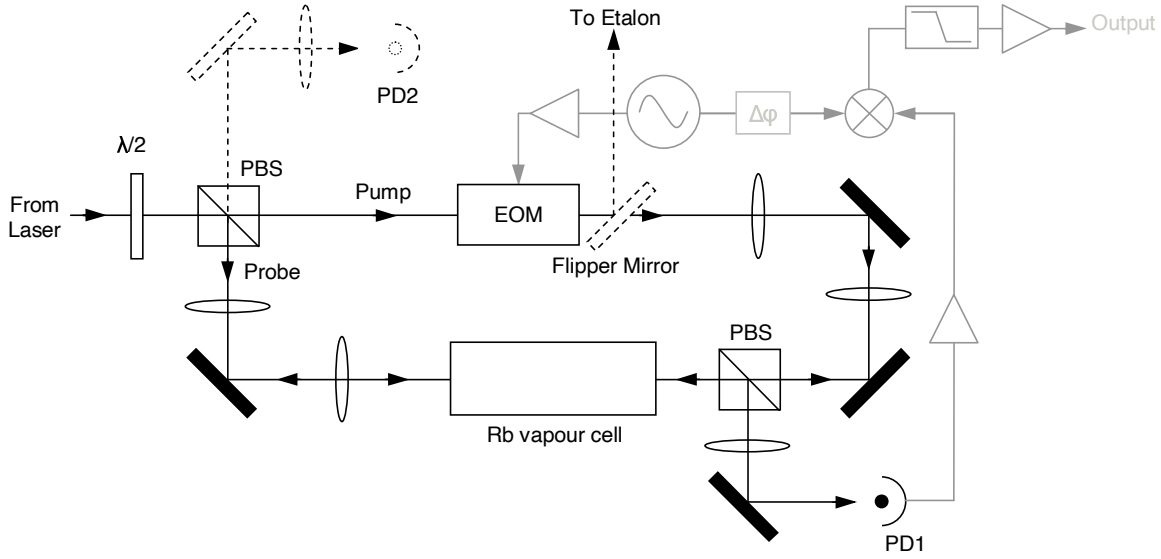 To Etalon
Output
PD2
Δφ
λ/2
PBS
Pump
EOM
From
Laser
Flipper Mirror
Probe
PBS
Rb vapour cell
PD1